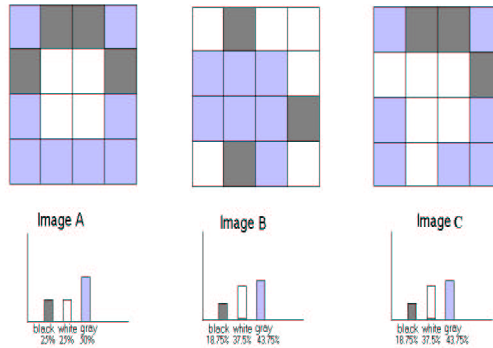 Image A
Image B
Image C
black white gray
25% 25% 50%
black white gray
18.75% 37.5% 43.75%
black white gray
18.75% 37.5% 43.75%